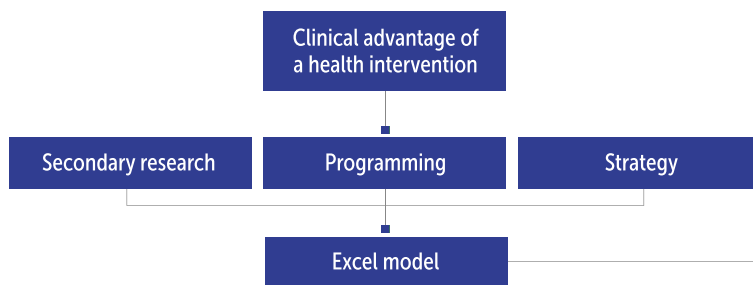 Clinical advantage of
a health intervention
Secondary research
Programming
Strategy
Excel model